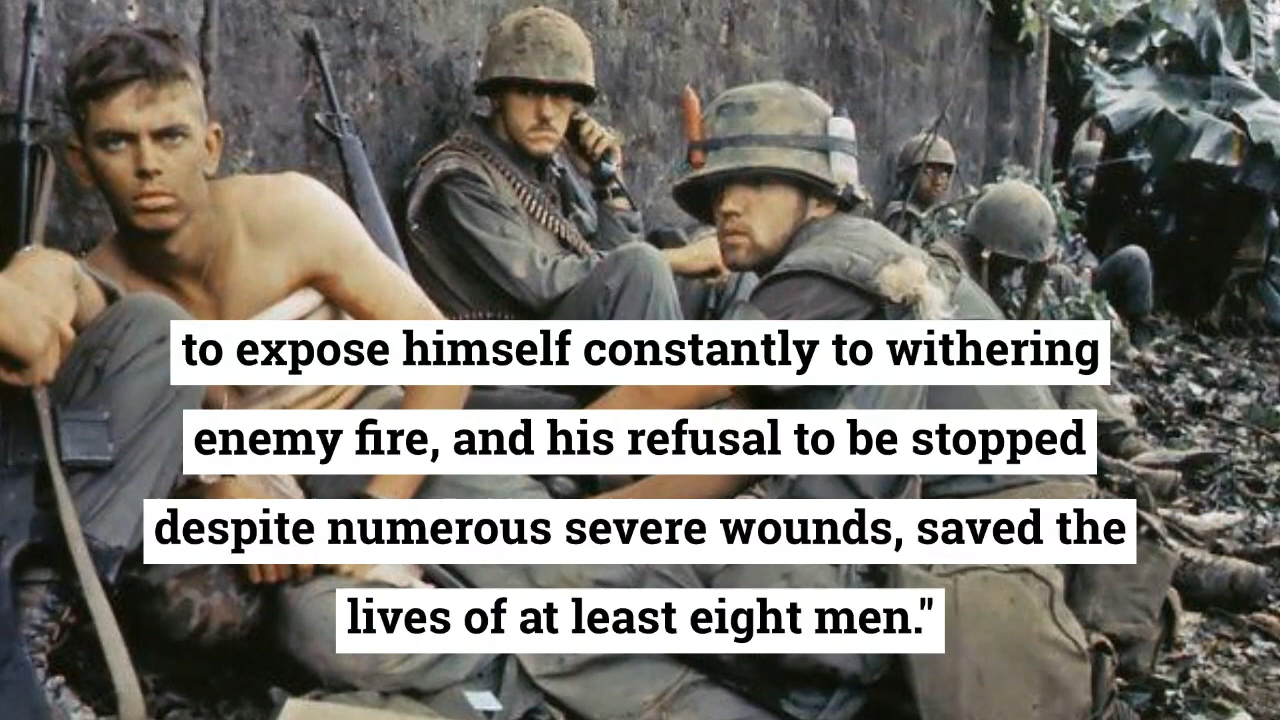 to expose himself constantly to withering
enemy fire, and his refusal to be stopped
despite numerous severe wounds, saved the
lives of at least eight men."